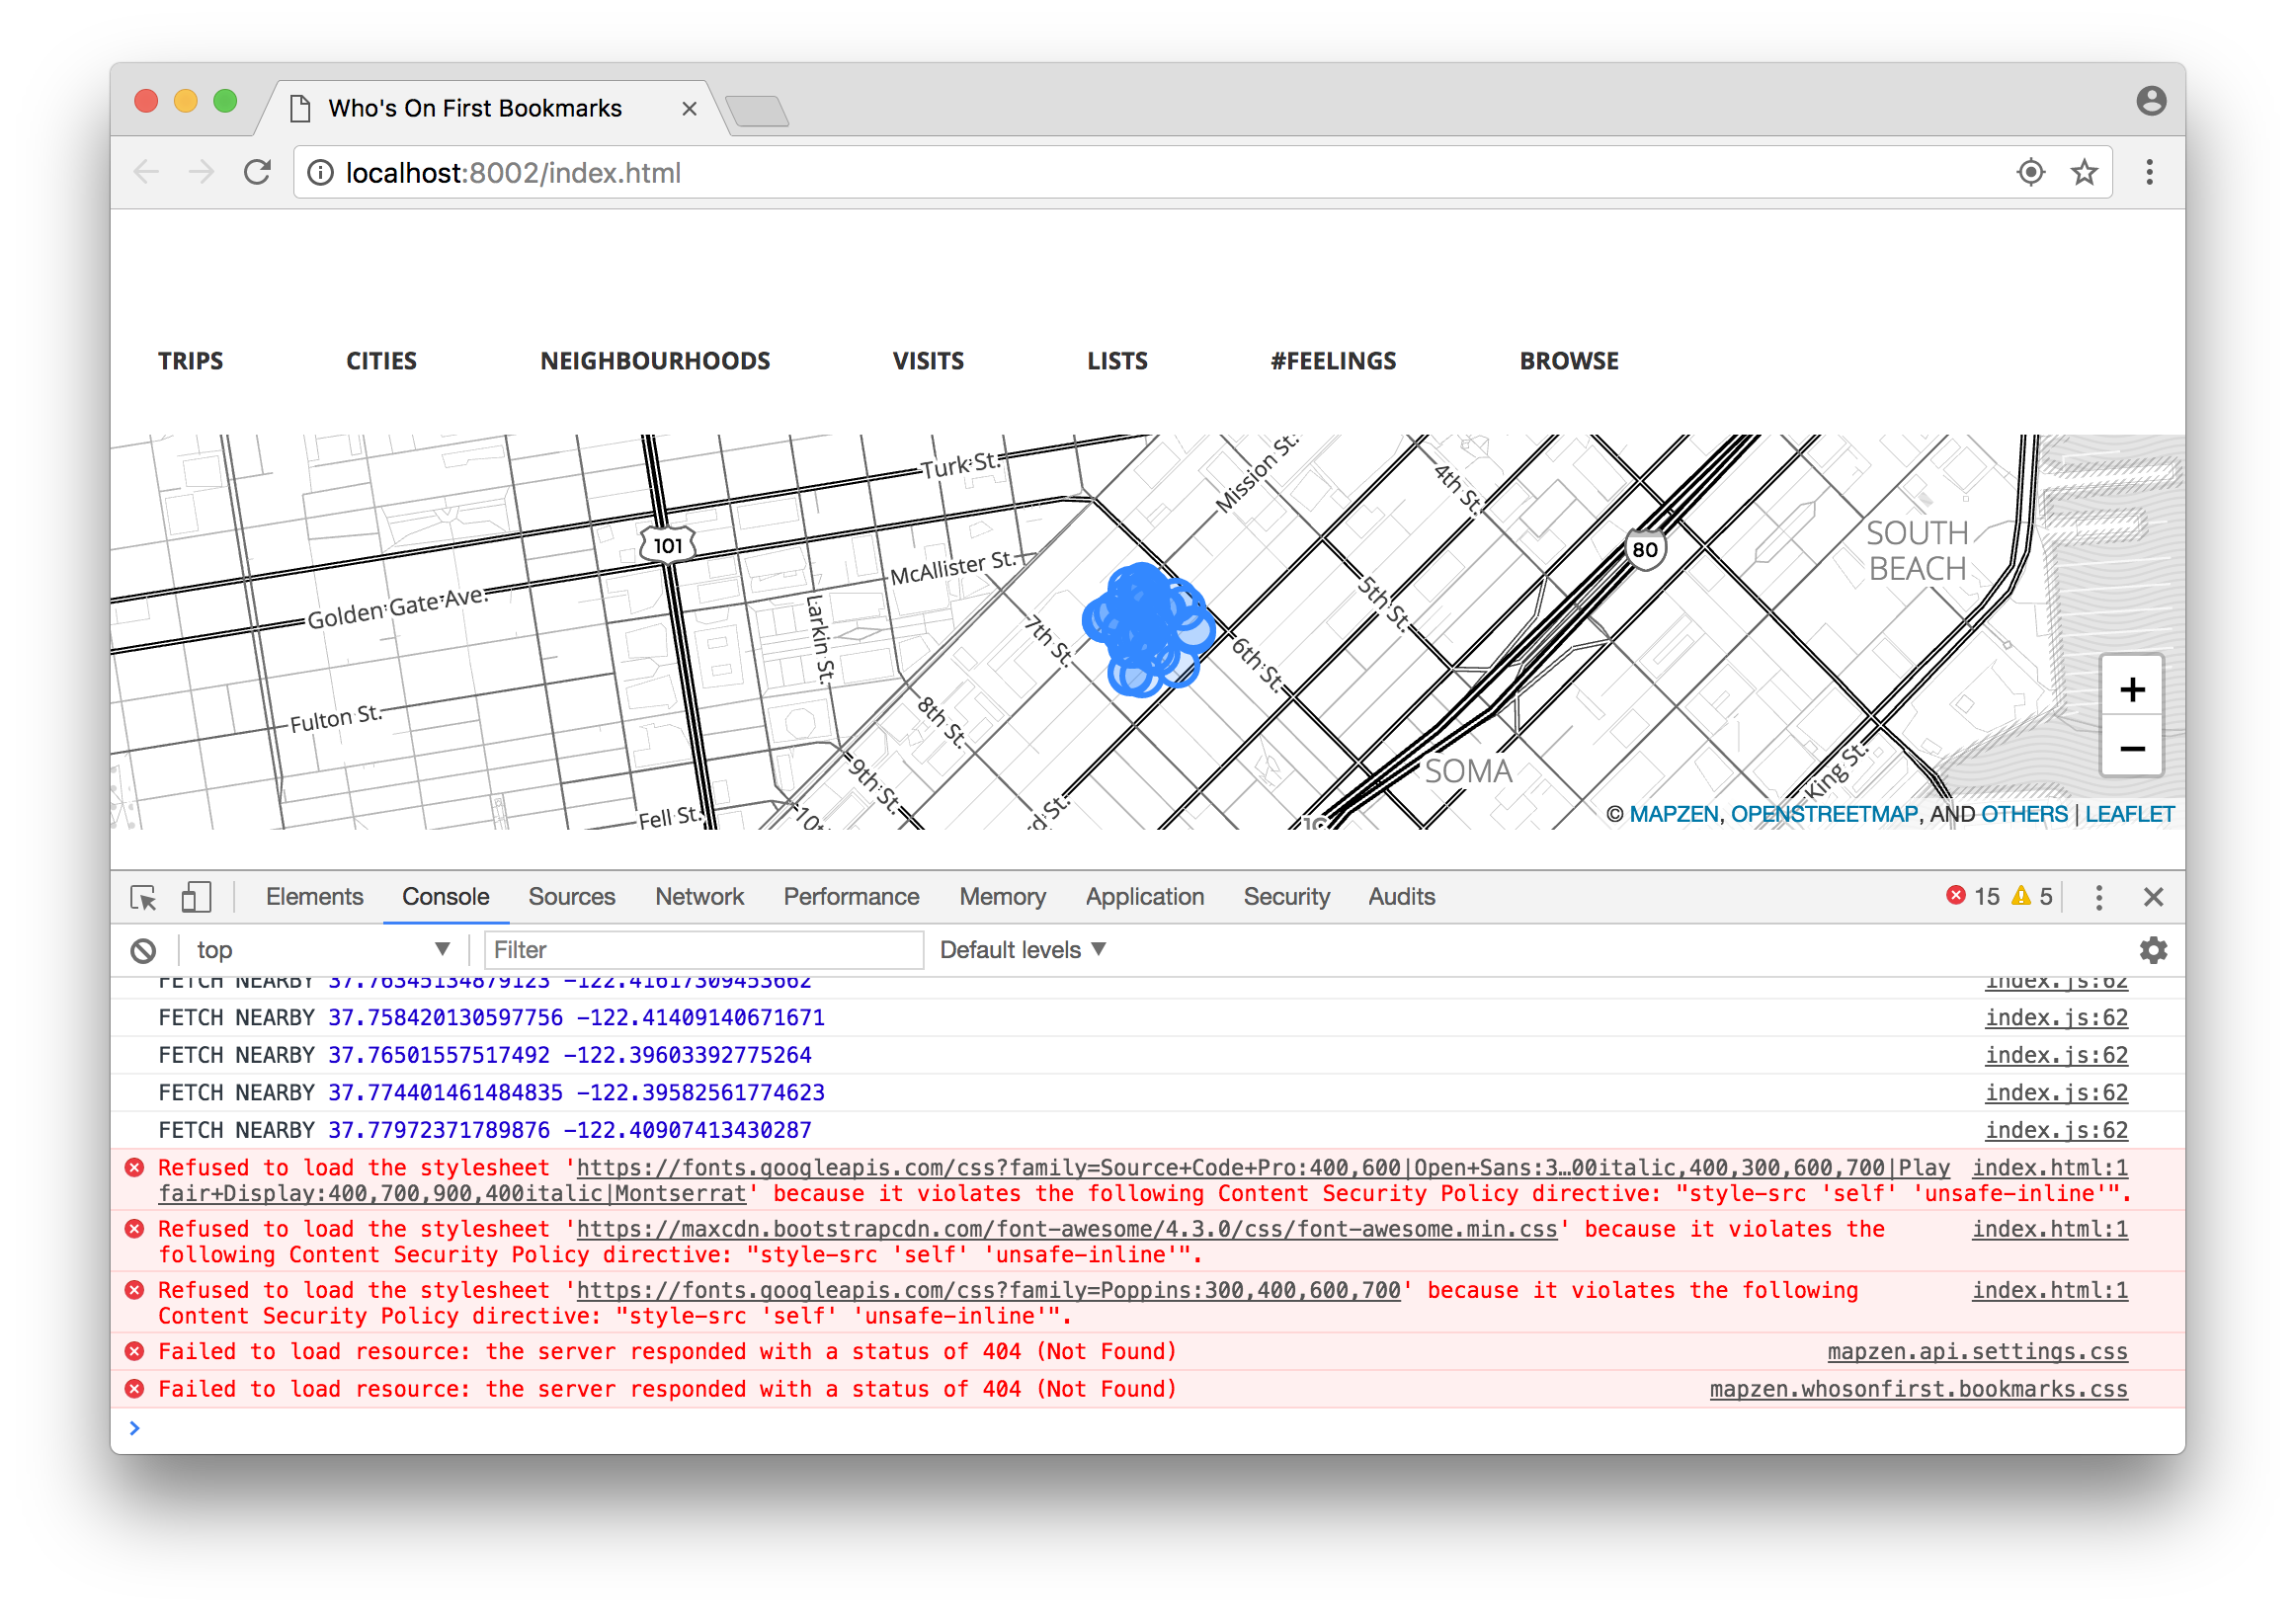 Who's On First Bookmarks
localhost:8002/index.html
TRIPS CITIES NEIGHBOURHOODS VISITS LISTS #FEELINGS BROWSE
Turk St.
Mission St.
4th St.
101
80
SOUTH
BEACH
McAllister St.
Golden Gate Ave.
Larkin St.
5th St.
7th St.
6th St.
Fulton St.
8th St.
9th St.
SOMA
King St.
Fell St.
© MAPZEN, OPENSTREETMAP, AND OTHERS | LEAFLET
Elements Console Sources Network Performance Memory Application Security Audits 15 5
top Filter Default levels
FETCH NEARBY 37.76345134879123 -122.41617309453662 index.js:62
FETCH NEARBY 37.758420130597756 -122.41409140671671 index.js:62
FETCH NEARBY 37.76501557517492 -122.39603392775264 index.js:62
FETCH NEARBY 37.774401461484835 -122.39582561774623 index.js:62
FETCH NEARBY 37.77972371789876 -122.40907413430287 index.js:62
Refused to load the stylesheet 'https://fonts.googleapis.com/css?family=Source+Code+Pro:400,600|Open+Sans:3…00italic,400,300,600,700|Play index.html:1
fair+Display:400,700,900,400italic|Montserrat' because it violates the following Content Security Policy directive: "style-src 'self' 'unsafe-inline'".
Refused to load the stylesheet 'https://maxcdn.bootstrapcdn.com/font-awesome/4.3.0/css/font-awesome.min.css' because it violates the index.html:1
following Content Security Policy directive: "style-src 'self' 'unsafe-inline'".
Refused to load the stylesheet 'https://fonts.googleapis.com/css?family=Poppins:300,400,600,700' because it violates the following index.html:1
Content Security Policy directive: "style-src 'self' 'unsafe-inline'".
Failed to load resource: the server responded with a status of 404 (Not Found) mapzen.api.settings.css
Failed to load resource: the server responded with a status of 404 (Not Found) mapzen.whosonfirst.bookmarks.css